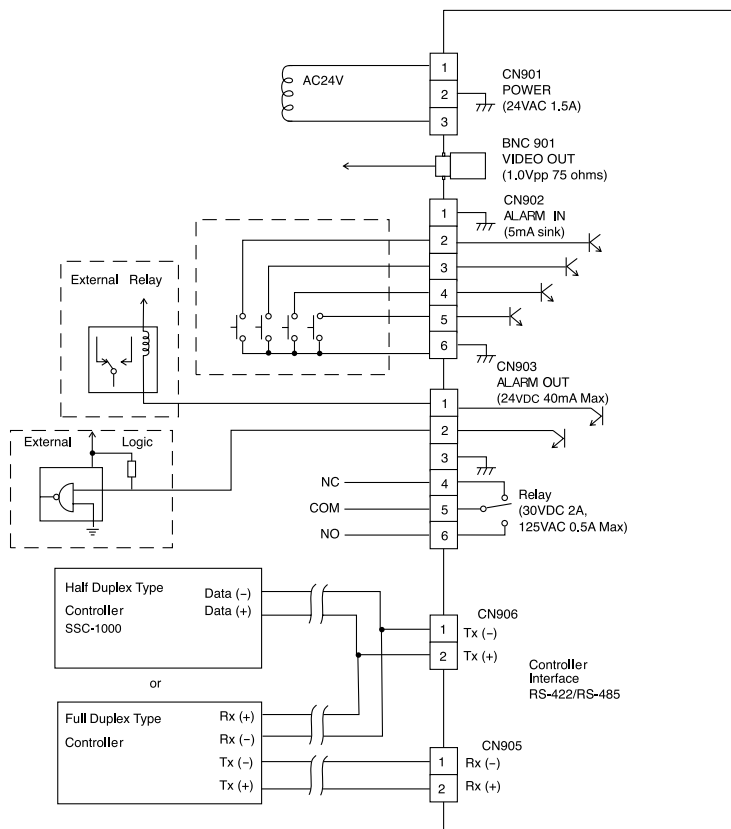 AC24V
1
2
3
CN901
POWER
(24VAC 1.5A)
BNC 901
VIDEO OUT
(1.0Vpp 75 ohms)
CN902
ALARM IN
(5mA sink)
1
2
3
4
5
6
External Relay
CN903
ALARM OUT
(24VDC 40mA Max)
1
2
3
4
5
6
External Logic
NC
COM
NO
Relay
(30VDC 2A,
125VAC 0.5A Max)
Half Duplex Type
Controller
SSC-1000
Data (−)
Data (+)
CN906
1 Tx (−)
2 Tx (+)
Controller
Interface
RS-422/RS-485
or
Full Duplex Type
Controller
Rx (+)
Rx (−)
Tx (−)
Tx (+)
CN905
1 Rx (−)
2 Rx (+)